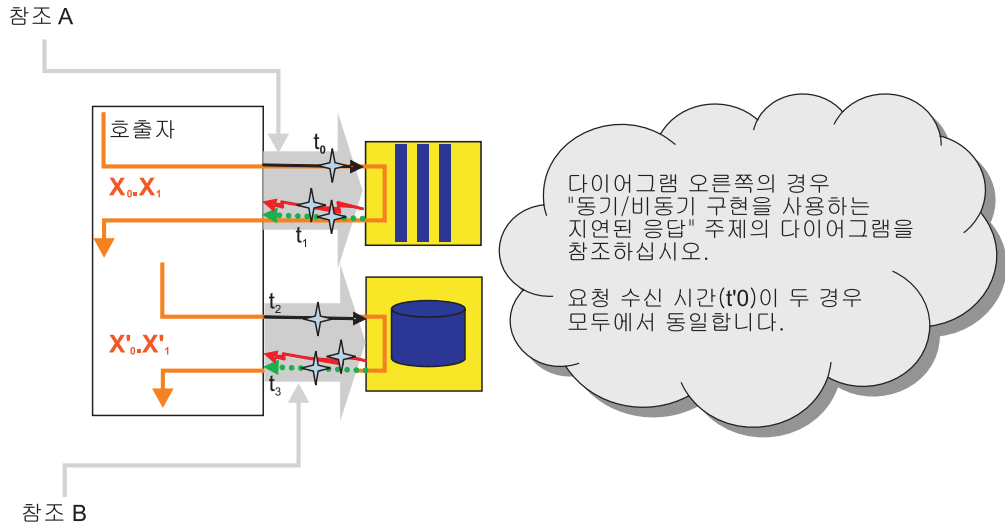 참조 A
호출자
t0
X0.X1
t1
t2
X'0.X'1
t3
참조 B
다이어그램 오른쪽의 경우
"동기/비동기 구현을 사용하는
지연된 응답" 주제의 다이어그램을
참조하십시오.
요청 수신 시간(t'0)이 두 경우
모두에서 동일합니다.